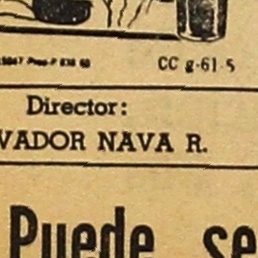 CC g-61-5
Director:
VADOR NAVA R.
Puede se